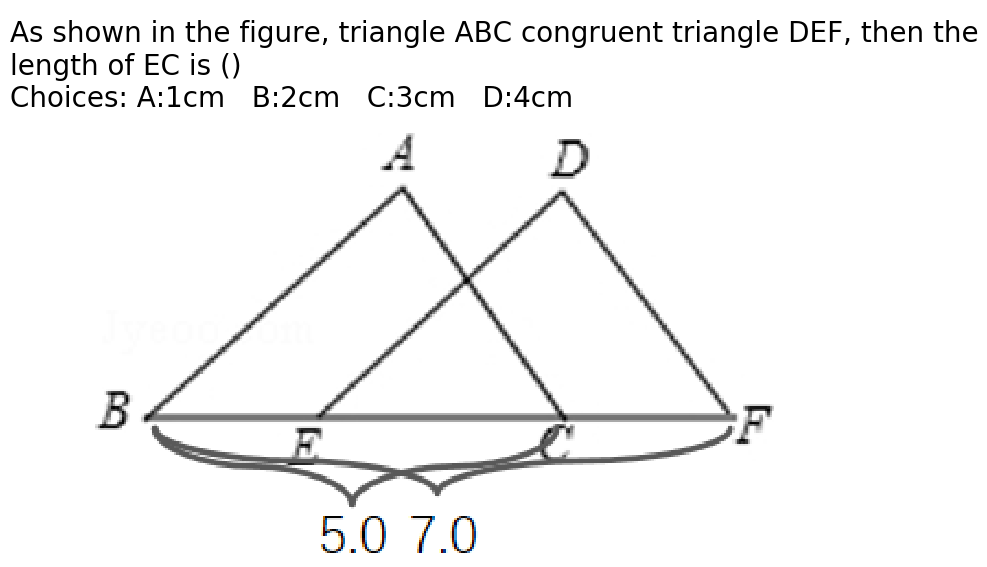 As shown in the figure, triangle ABC congruent triangle DEF, then the
length of EC is ()
Choices: A:1cm   B:2cm   C:3cm   D:4cm
A
D
B
E
C
F
5.0 7.0